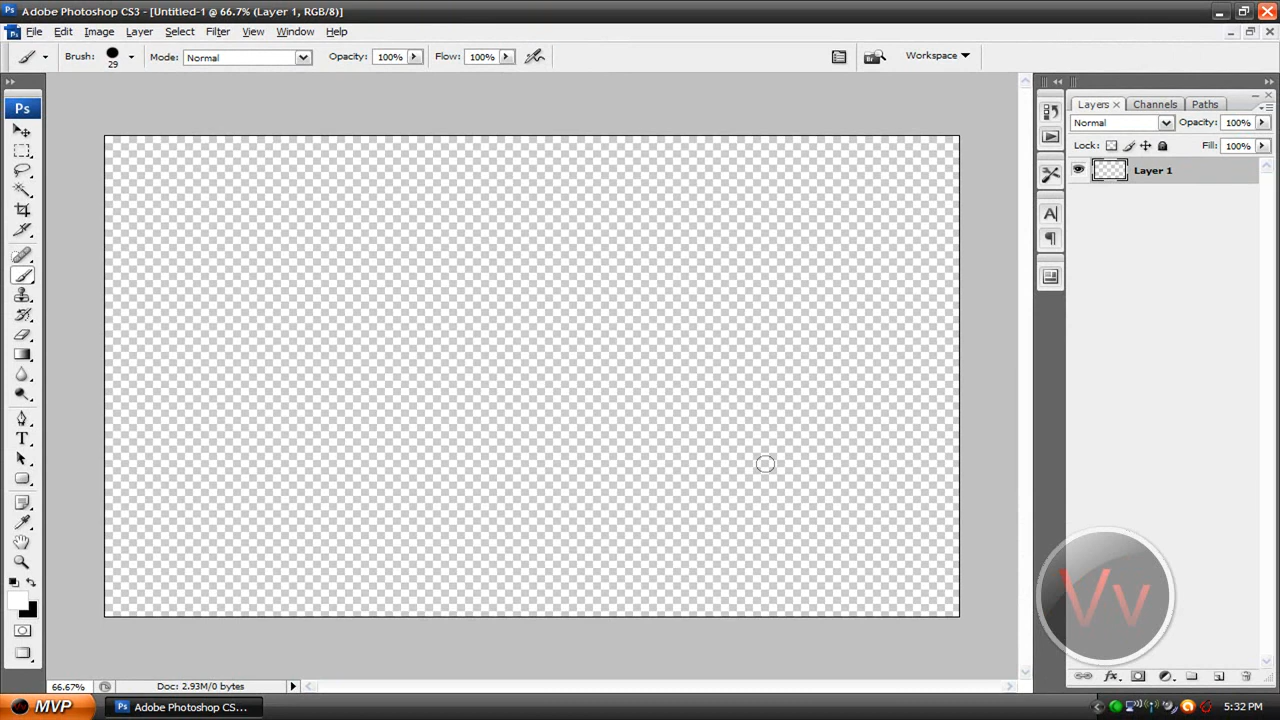 Adobe Photoshop CS3 - [Untitled-1 @ 66.7% (Layer 1, RGB/8)]
File Edit Image Layer Select Filter View Window Help
Brush: 29 Mode: Normal Opacity: 100% Flow: 100% Workspace
Ps
Layers Channels Paths
Normal Opacity: 100%
Lock: Fill: 100%
Layer 1
Vv
66.67% Doc: 2.93M/0 bytes
MVP Adobe Photoshop CS... 5:32 PM